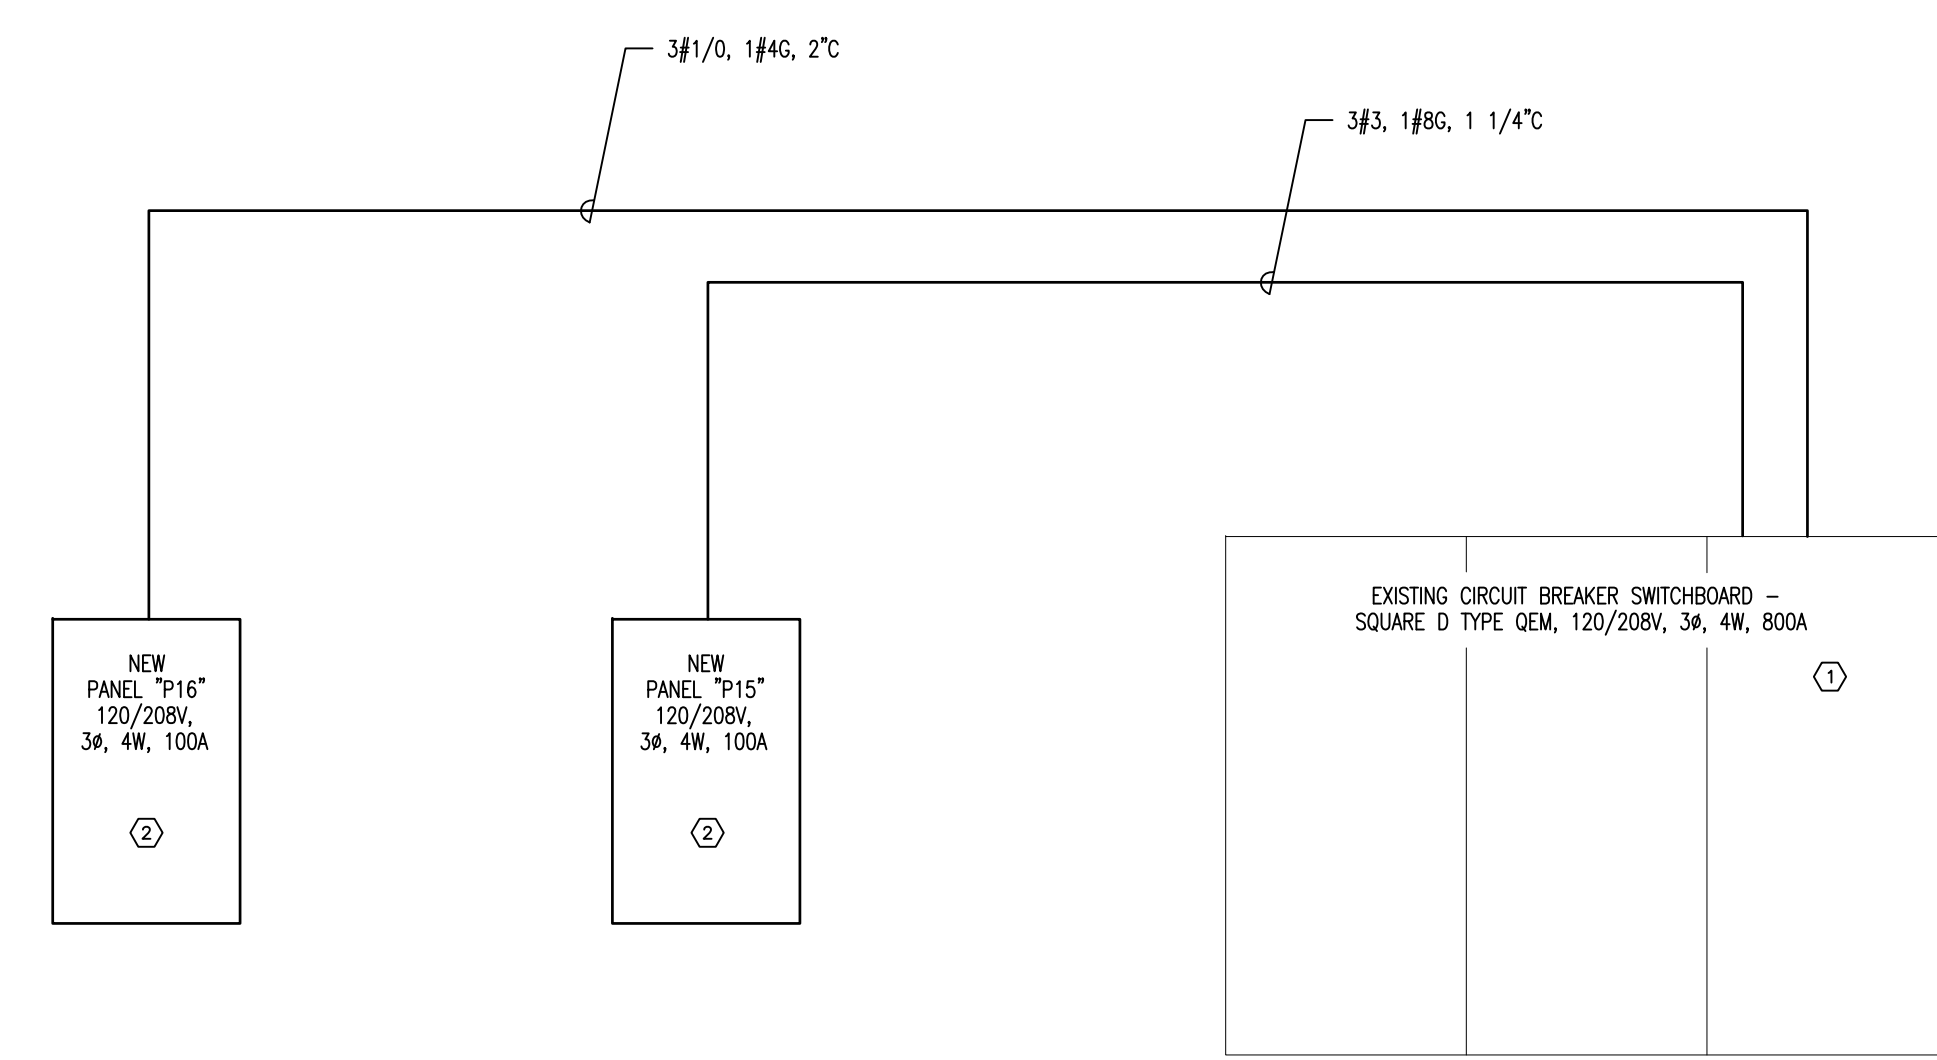 3#1/0, 1#4G, 2"C
3#3, 1#8G, 1 1/4"C
EXISTING CIRCUIT BREAKER SWITCHBOARD –
SQUARE D TYPE QEM, 120/208V, 3ø, 4W, 800A
1
NEW
PANEL "P16"
120/208V,
3ø, 4W, 100A
2
NEW
PANEL "P15"
120/208V,
3ø, 4W, 100A
2